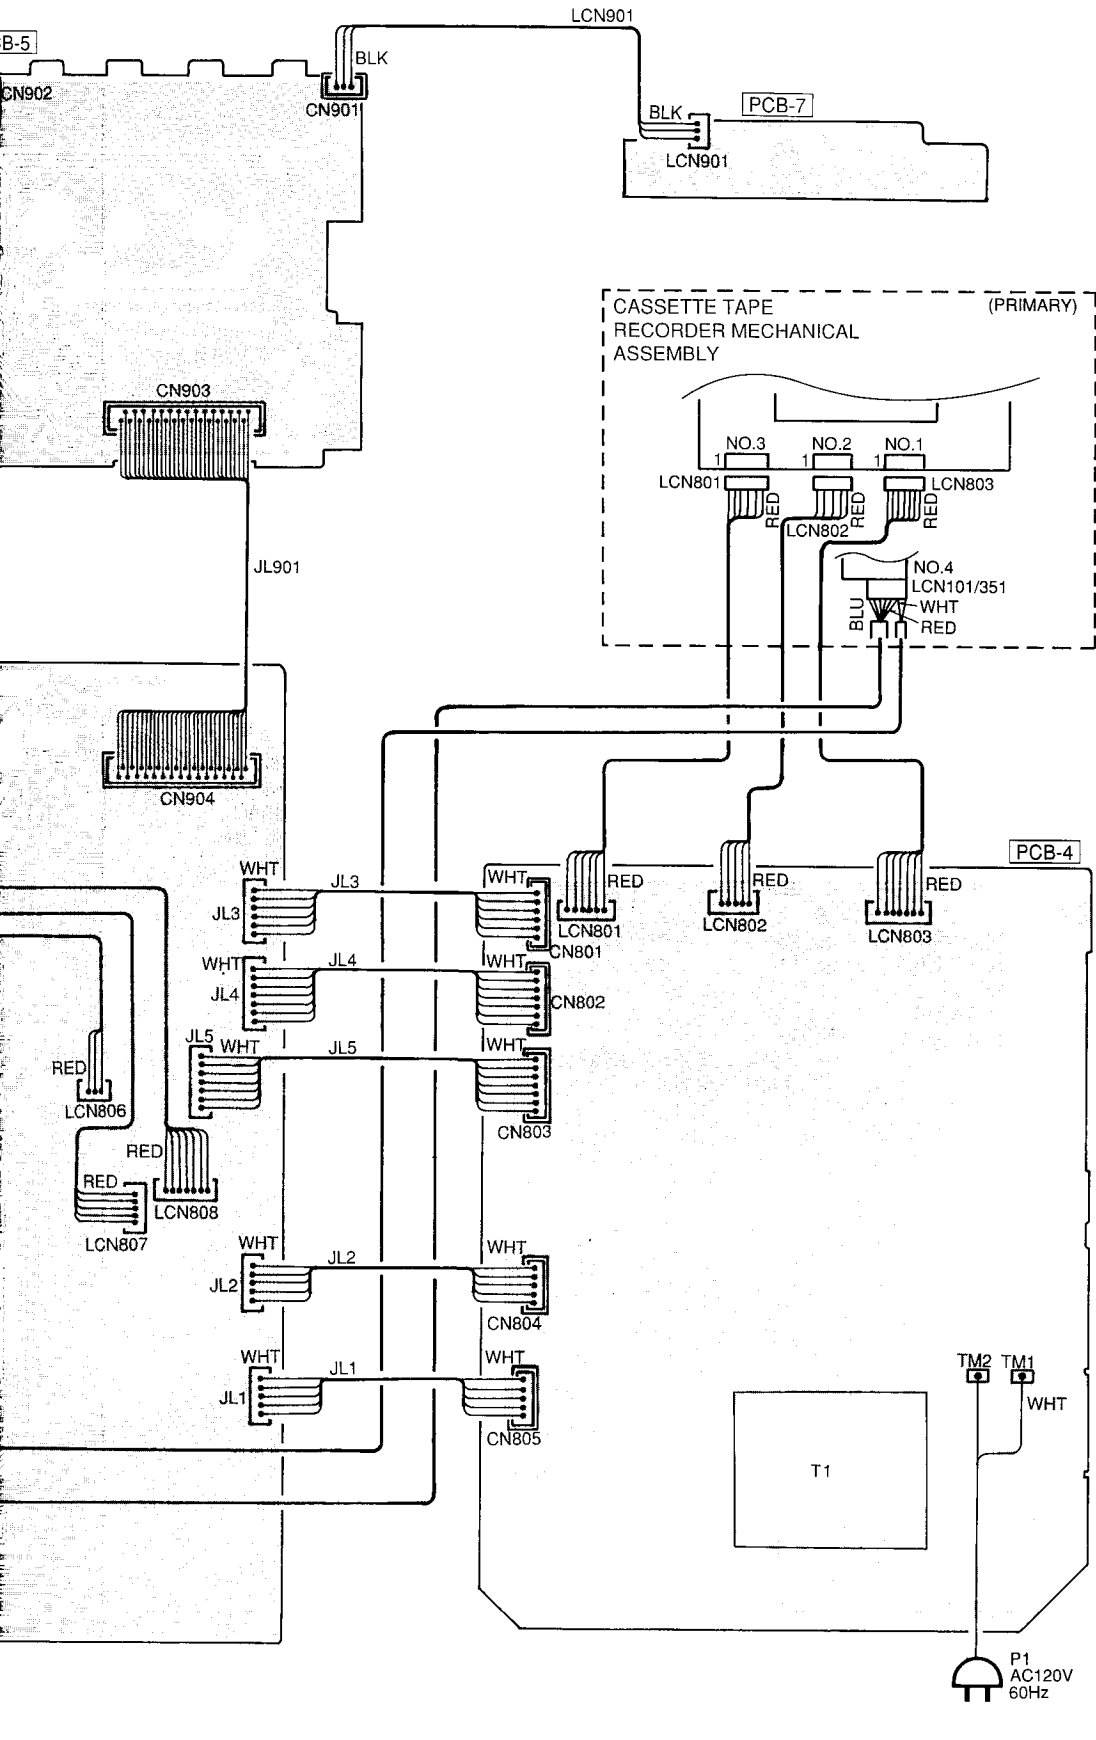 LCN901
B-5
BLK
CN902
CN901
PCB-7
BLK
LCN901
CASSETTE TAPE
RECORDER MECHANICAL
ASSEMBLY
(PRIMARY)
CN903
NO.3
NO.2
NO.1
1
1
1
LCN801
RED
RED
LCN803
RED
LCN802
JL901
NO.4
LCN101/351
BLU
WHT
RED
CN904
PCB-4
WHT
JL3
JL3
WHT
RED
LCN801
CN801
RED
LCN802
RED
LCN803
WHT
JL4
JL4
WHT
CN802
JL5
WHT
JL5
WHT
CN803
RED
LCN806
RED
LCN808
RED
LCN807
WHT
JL2
JL2
WHT
CN804
WHT
JL1
JL1
WHT
CN805
TM2
TM1
WHT
T1
P1
AC120V
60Hz